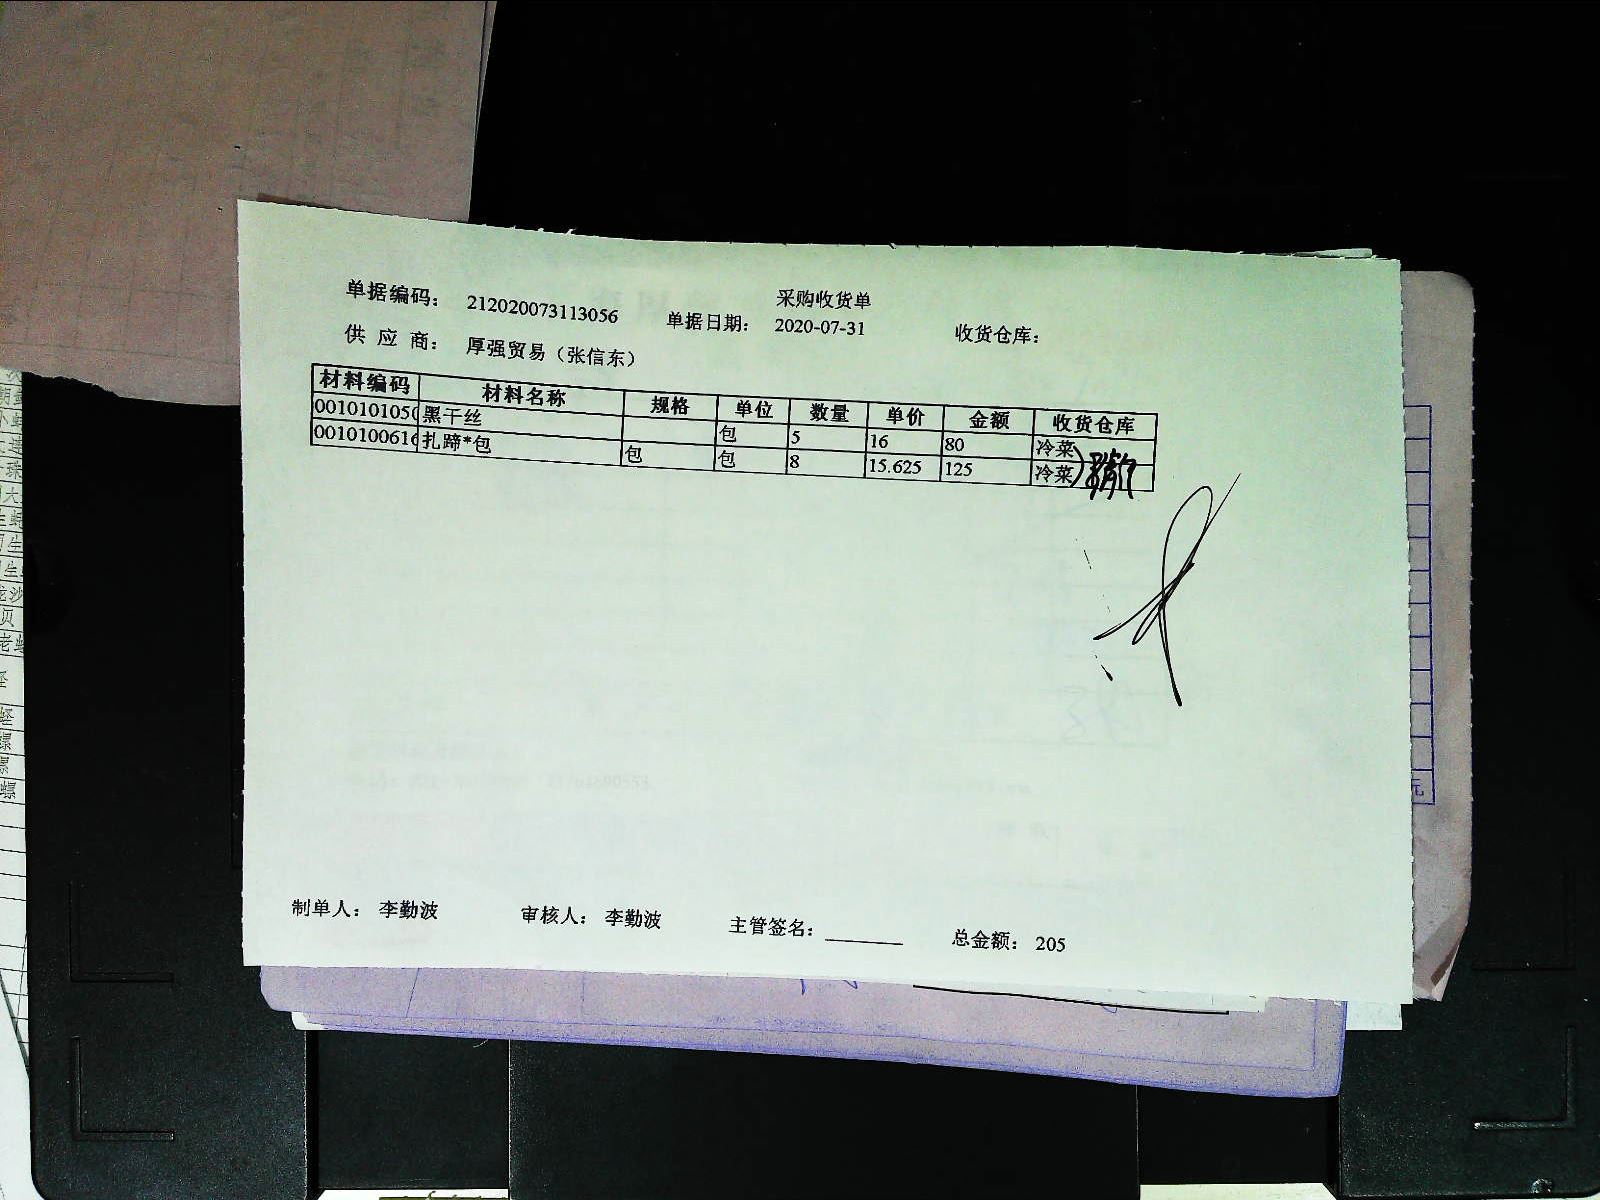 采购收货单
单据编码： 212020073113056 单据日期： 2020-07-31 收货仓库：
供 应 商： 厚强贸易（张信东）
材料编码 材料名称 规格 单位 数量 单价 金额 收货仓库
001010105 黑干丝 包 5 16 80 冷菜
0010100616 扎蹄*包 包 包 8 15.625 125 冷菜
制单人： 李勤波 审核人： 李勤波 主管签名： 总金额： 205